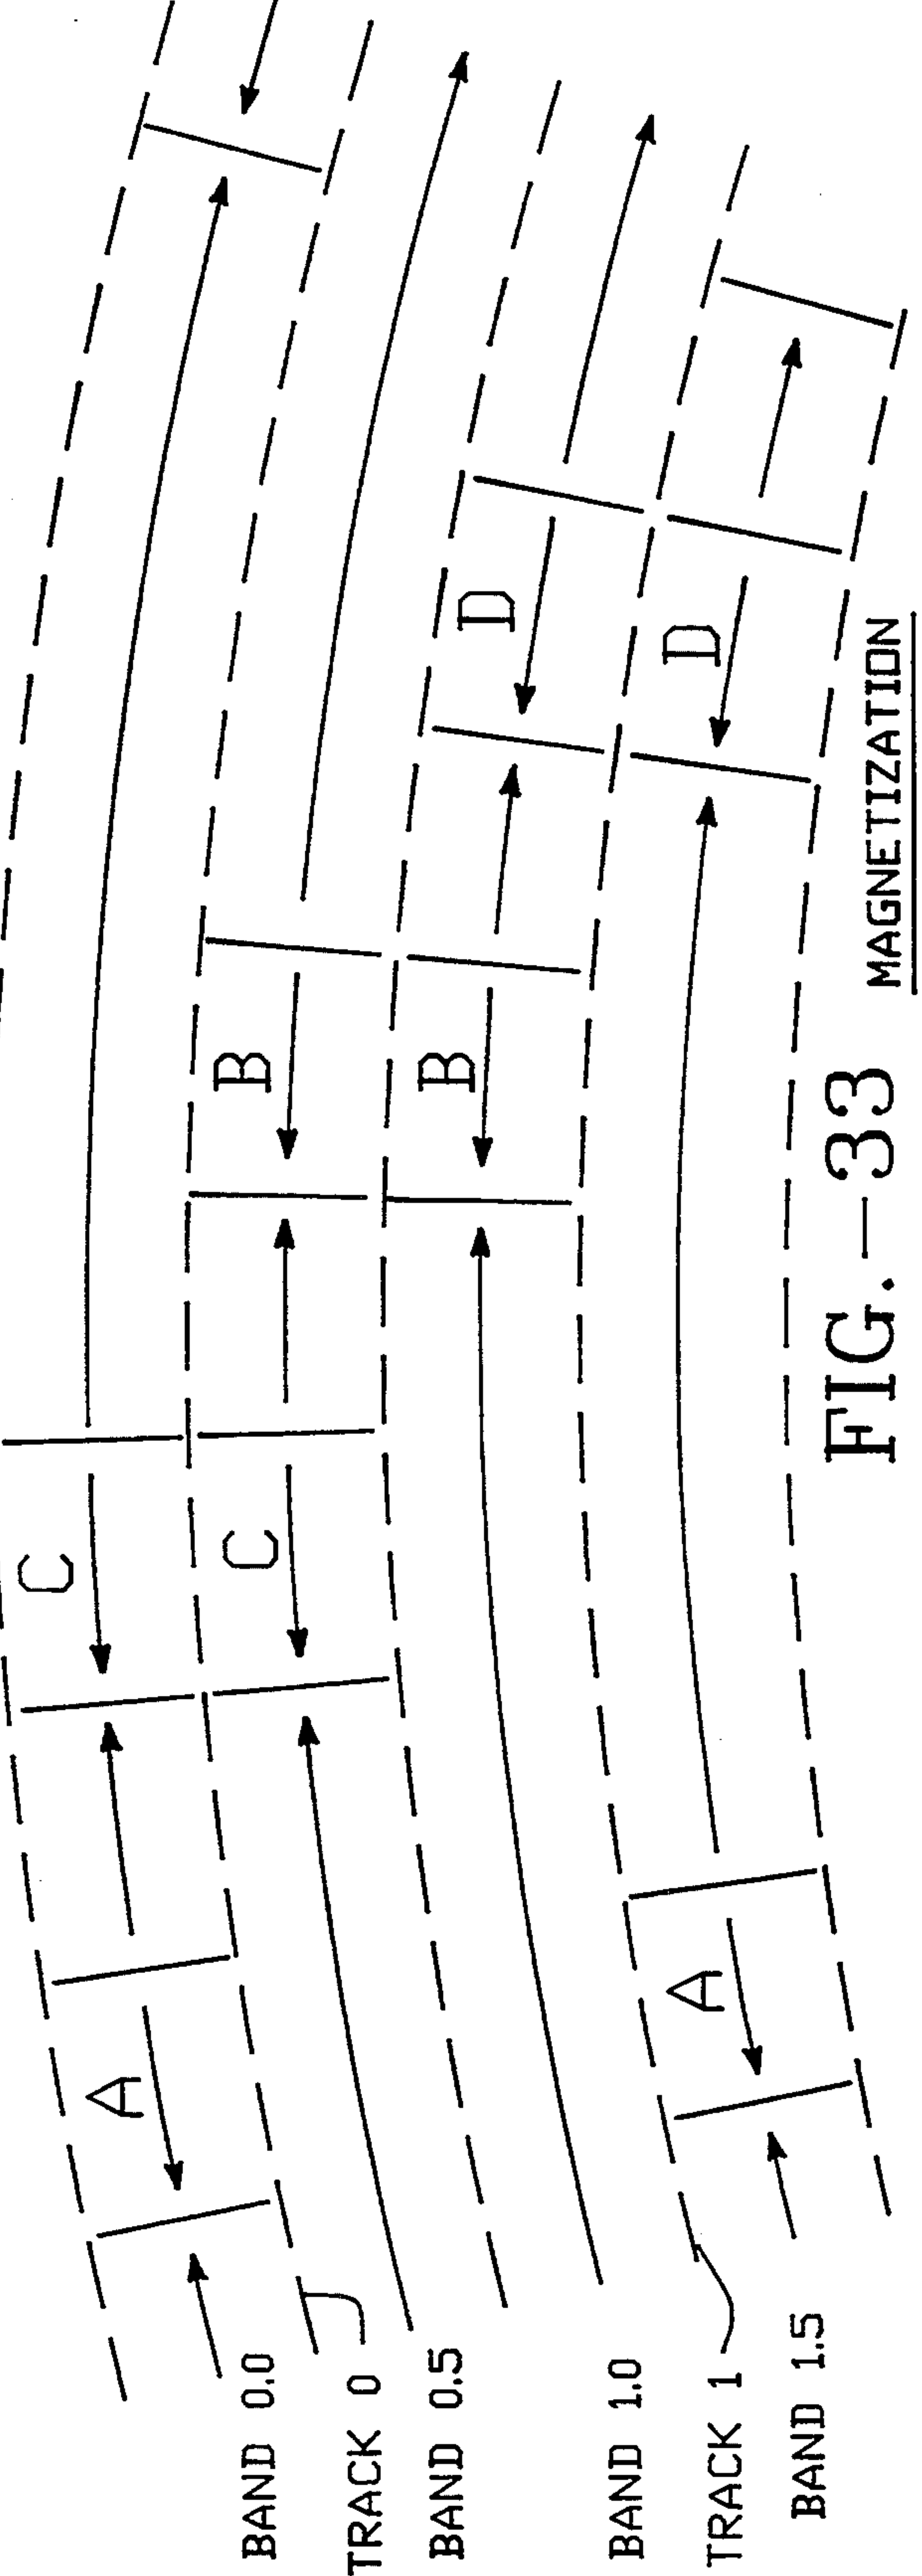 A
C
B
D
C
B
D
A
BAND 0.0
TRACK 0
BAND 0.5
BAND 1.0
TRACK 1
BAND 1.5
FIG.—33
MAGNETIZATION